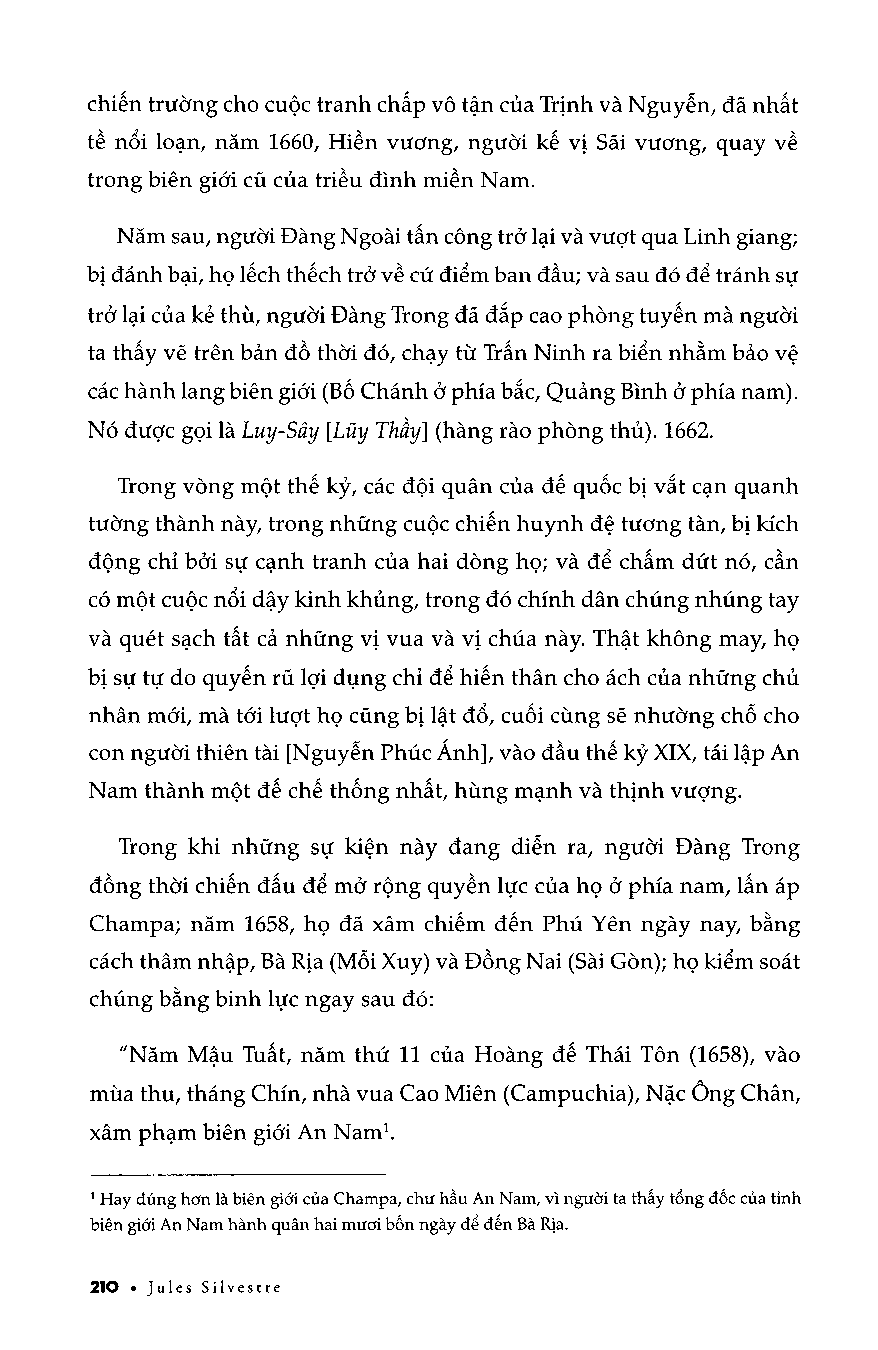 chiến trường cho cuộc tranh chấp vô tận của Trịnh và Nguyễn, đã nhất
tề nổi loạn, năm 1660, Hiền vương, người kế vị Sãi vương, quay về
trong biên giới cũ của triều đình miền Nam.
Năm sau, người Đàng Ngoài tấn công trở lại và vượt qua Linh giang;
bị đánh bại, họ lếch thếch trở về cứ điểm ban đầu; và sau đó để tránh sự
trở lại của kẻ thù, người Đàng Trong đã đắp cao phòng tuyến mà người
ta thấy vẽ trên bản đồ thời đó, chạy từ Trấn Ninh ra biển nhằm bảo vệ
các hành lang biên giới (Bố Chánh ở phía bắc, Quảng Bình ở phía nam).
Nó được gọi là Luy-Sây [Lũy Thầy] (hàng rào phòng thủ). 1662.
Trong vòng một thế kỷ, các đội quân của đế quốc bị vắt cạn quanh
tường thành này, trong những cuộc chiến huynh đệ tương tàn, bị kích
động chỉ bởi sự cạnh tranh của hai dòng họ; và để chấm dứt nó, cần
có một cuộc nổi dậy kinh khủng, trong đó chính dân chúng nhúng tay
và quét sạch tất cả những vị vua và vị chúa này. Thật không may, họ
bị sự tự do quyến rũ lợi dụng chỉ để hiến thân cho ách của những chủ
nhân mới, mà tới lượt họ cũng bị lật đổ, cuối cùng sẽ nhường chỗ cho
con người thiên tài [Nguyễn Phúc Ánh], vào đầu thế kỷ XIX, tái lập An
Nam thành một đế chế thống nhất, hùng mạnh và thịnh vượng.
Trong khi những sự kiện này đang diễn ra, người Đàng Trong
đồng thời chiến đấu để mở rộng quyền lực của họ ở phía nam, lấn áp
Champa; năm 1658, họ đã xâm chiếm đến Phú Yên ngày nay, bằng
cách thâm nhập, Bà Rịa (Mỗi Xuy) và Đồng Nai (Sài Gòn); họ kiểm soát
chúng bằng binh lực ngay sau đó:
"Năm Mậu Tuất, năm thứ 11 của Hoàng đế Thái Tôn (1658), vào
mùa thu, tháng Chín, nhà vua Cao Miên (Campuchia), Nặc Ông Chân,
xâm phạm biên giới An Nam¹.
¹ Hay đúng hơn là biên giới của Champa, chư hầu An Nam, vì người ta thấy tổng đốc của tỉnh
biên giới An Nam hành quân hai mươi bốn ngày để đến Bà Rịa.
210 • Jules Silvestre